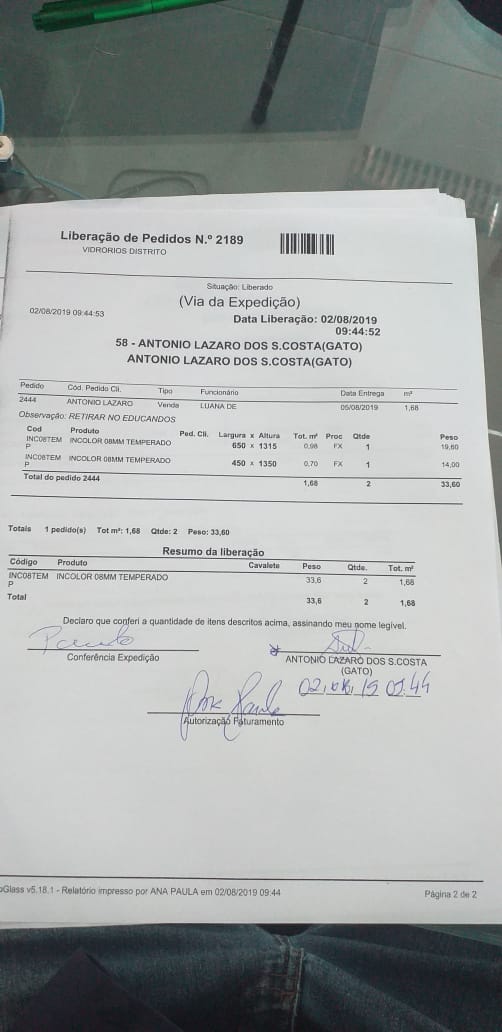 Liberação de Pedidos N.º 2189
VIDRORIOS DISTRITO
Situação: Liberado
(Via da Expedição)
02/08/2019 09:44:53
Data Liberação: 02/08/2019
09:44:52
58 - ANTONIO LAZARO DOS S.COSTA(GATO)
ANTONIO LAZARO DOS S.COSTA(GATO)
Pedido Cód. Pedido Cli. Tipo Funcionário Data Entrega m²
2444 ANTONIO LAZARO Venda LUANA DE 05/08/2019 1,68
Observação: RETIRAR NO EDUCANDOS
Cod Produto Ped. Cli. Largura x Altura Tot. m² Proc Qtde Peso
INC08TEM INCOLOR 08MM TEMPERADO 650 x 1315 0,98 FX 1 19,60
P
INC08TEM INCOLOR 08MM TEMPERADO 450 x 1350 0,70 FX 1 14,00
P
Total do pedido 2444 1,68 2 33,60
Totais 1 pedido(s) Tot m²: 1,68 Qtde: 2 Peso: 33,60
Resumo da liberação
Código Produto Cavalete Peso Qtde. Tot. m²
INC08TEM INCOLOR 08MM TEMPERADO 33,6 2 1,68
P
Total 33,6 2 1,68
Declaro que conferi a quantidade de itens descritos acima, assinando meu nome legível.
Conferência Expedição
ANTONIO LAZARO DOS S.COSTA
(GATO)
02,08,19 09:44
Autorização Faturamento
Glass v5.18.1 - Relatório impresso por ANA PAULA em 02/08/2019 09:44
Página 2 de 2